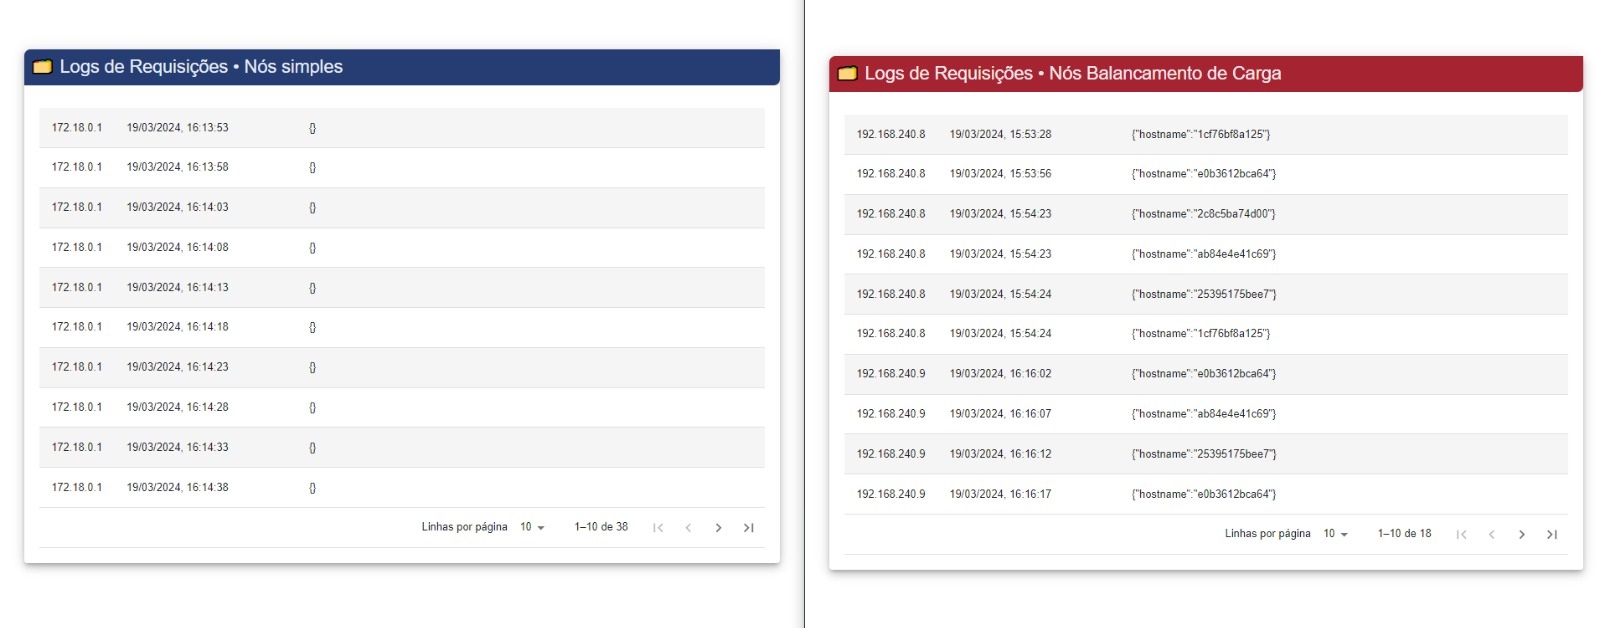 Logs de Requisições • Nós simples
172.18.0.1 19/03/2024, 16:13:53 {}
172.18.0.1 19/03/2024, 16:13:58 {}
172.18.0.1 19/03/2024, 16:14:03 {}
172.18.0.1 19/03/2024, 16:14:08 {}
172.18.0.1 19/03/2024, 16:14:13 {}
172.18.0.1 19/03/2024, 16:14:18 {}
172.18.0.1 19/03/2024, 16:14:23 {}
172.18.0.1 19/03/2024, 16:14:28 {}
172.18.0.1 19/03/2024, 16:14:33 {}
172.18.0.1 19/03/2024, 16:14:38 {}
Linhas por página 10 1–10 de 38
Logs de Requisições • Nós Balancamento de Carga
192.168.240.8 19/03/2024, 15:53:28 {"hostname":"1cf76bf8a125"}
192.168.240.8 19/03/2024, 15:53:56 {"hostname":"e0b3612bca64"}
192.168.240.8 19/03/2024, 15:54:23 {"hostname":"2c8c5ba74d00"}
192.168.240.8 19/03/2024, 15:54:23 {"hostname":"ab84e4e41c69"}
192.168.240.8 19/03/2024, 15:54:24 {"hostname":"25395175bee7"}
192.168.240.8 19/03/2024, 15:54:24 {"hostname":"1cf76bf8a125"}
192.168.240.9 19/03/2024, 16:16:02 {"hostname":"e0b3612bca64"}
192.168.240.9 19/03/2024, 16:16:07 {"hostname":"ab84e4e41c69"}
192.168.240.9 19/03/2024, 16:16:12 {"hostname":"25395175bee7"}
192.168.240.9 19/03/2024, 16:16:17 {"hostname":"e0b3612bca64"}
Linhas por página 10 1–10 de 18